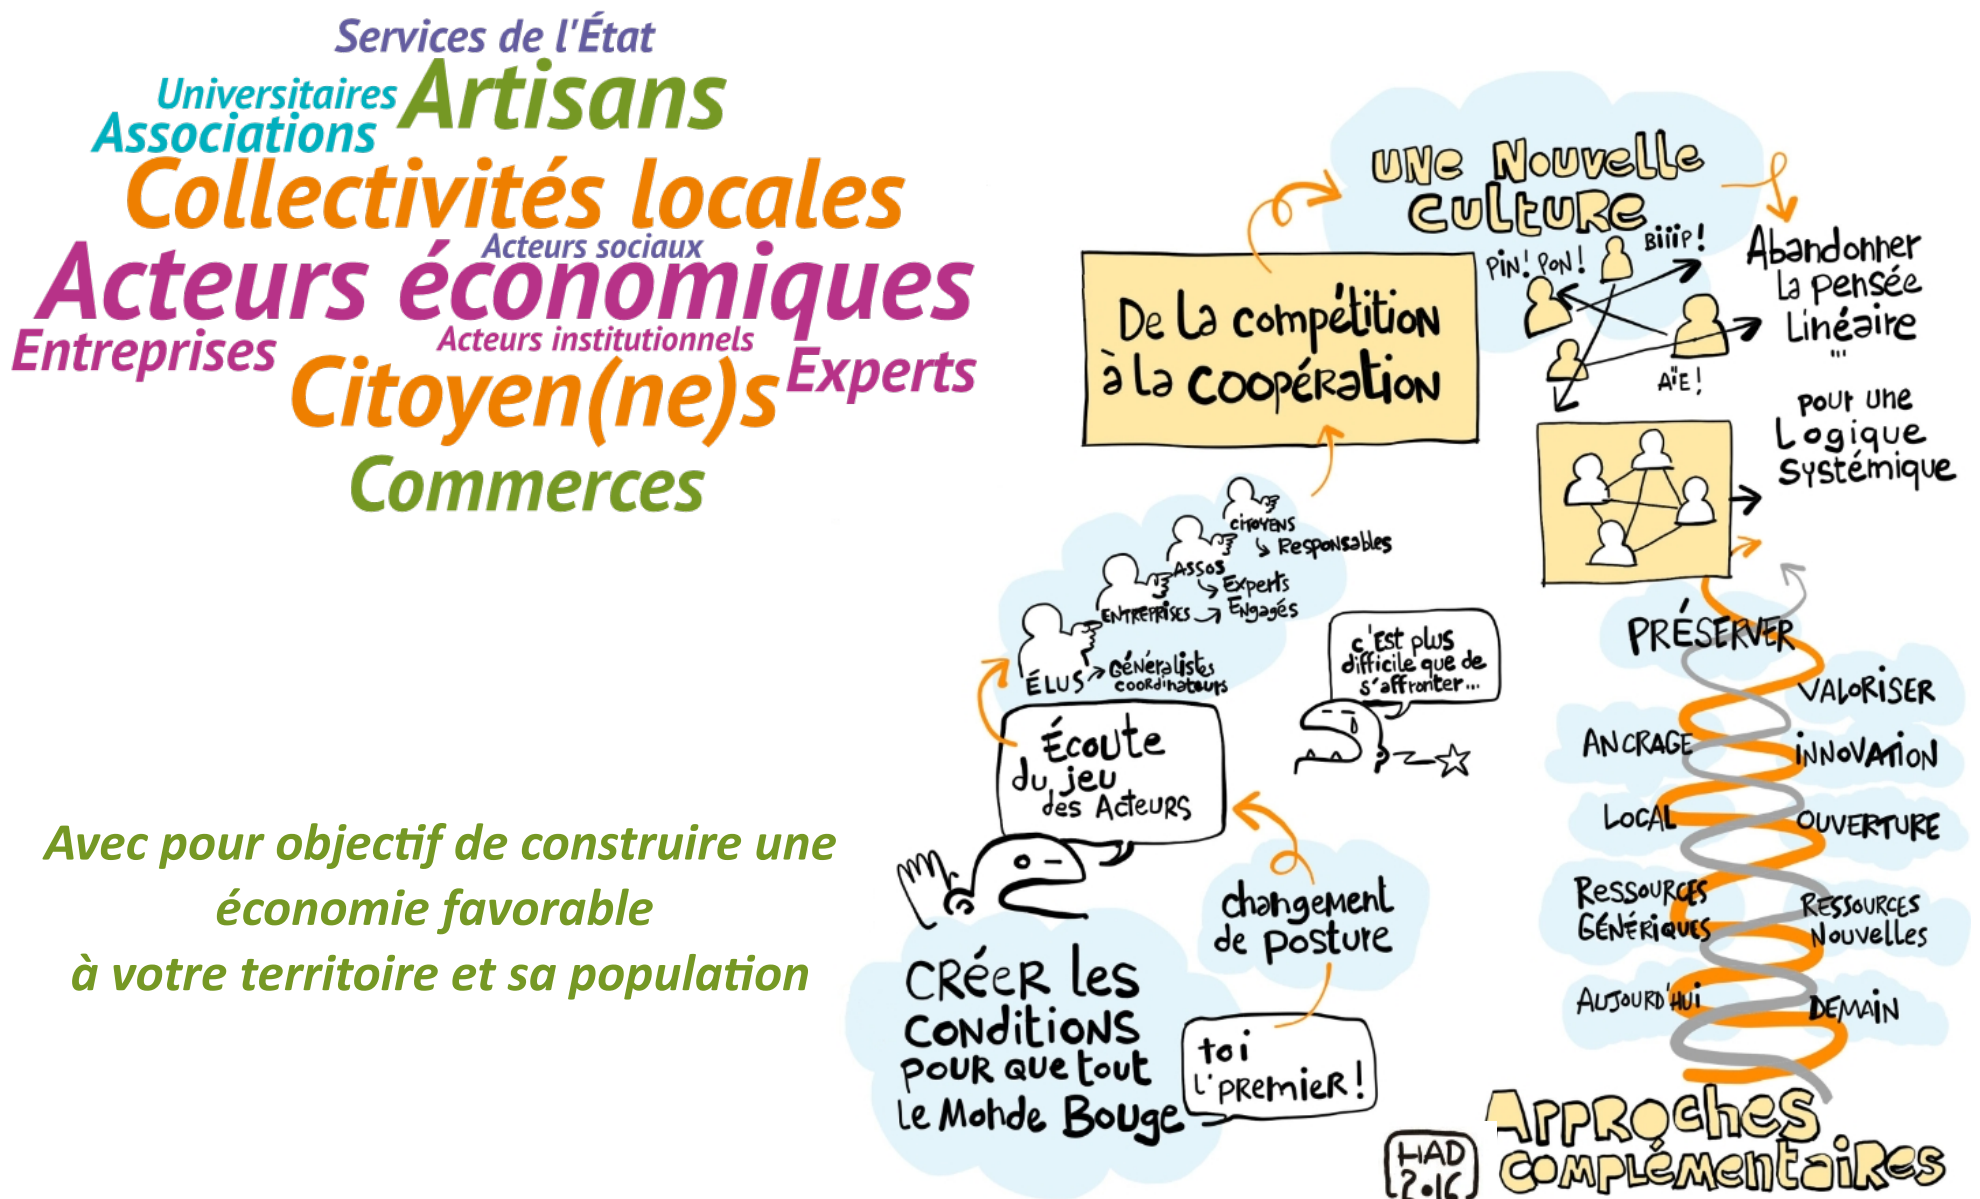 Services de l'État
Universitaires
Artisans
Associations
Collectivités locales
Acteurs sociaux
Acteurs économiques
Entreprises
Acteurs institutionnels
Experts
Citoyen(ne)s
Commerces
Avec pour objectif de construire une
économie favorable
à votre territoire et sa population
CRÉER les
CONditiONS
POUR QUE tout
le Monde Bouge
toi
l'PREMieR!
changement
de posture
Écoute
du jeu
des Acteurs
ÉLUS
Généralistes
coordinateurs
ENTREPRISES
Engagés
ASSOS
Experts
CITOYENS
Responsables
c'Est plus
difficile que de
s'affronter...
De la compétition
à la coopération
UNe Nouvelle
culture
PiN! PON!
Biiip!
AÏE!
Abandonner
la pensée
Linéaire
...
pour une
Logique
systémique
PRÉSERVER
VALORISER
ANCRAGE
iNNOVATION
LOCAL
OUVERTURE
Ressources
Génériques
RESSOURCES
Nouvelles
AUJOURD'HUI
DEMAIN
Approches
complémentaires
HAD
2016